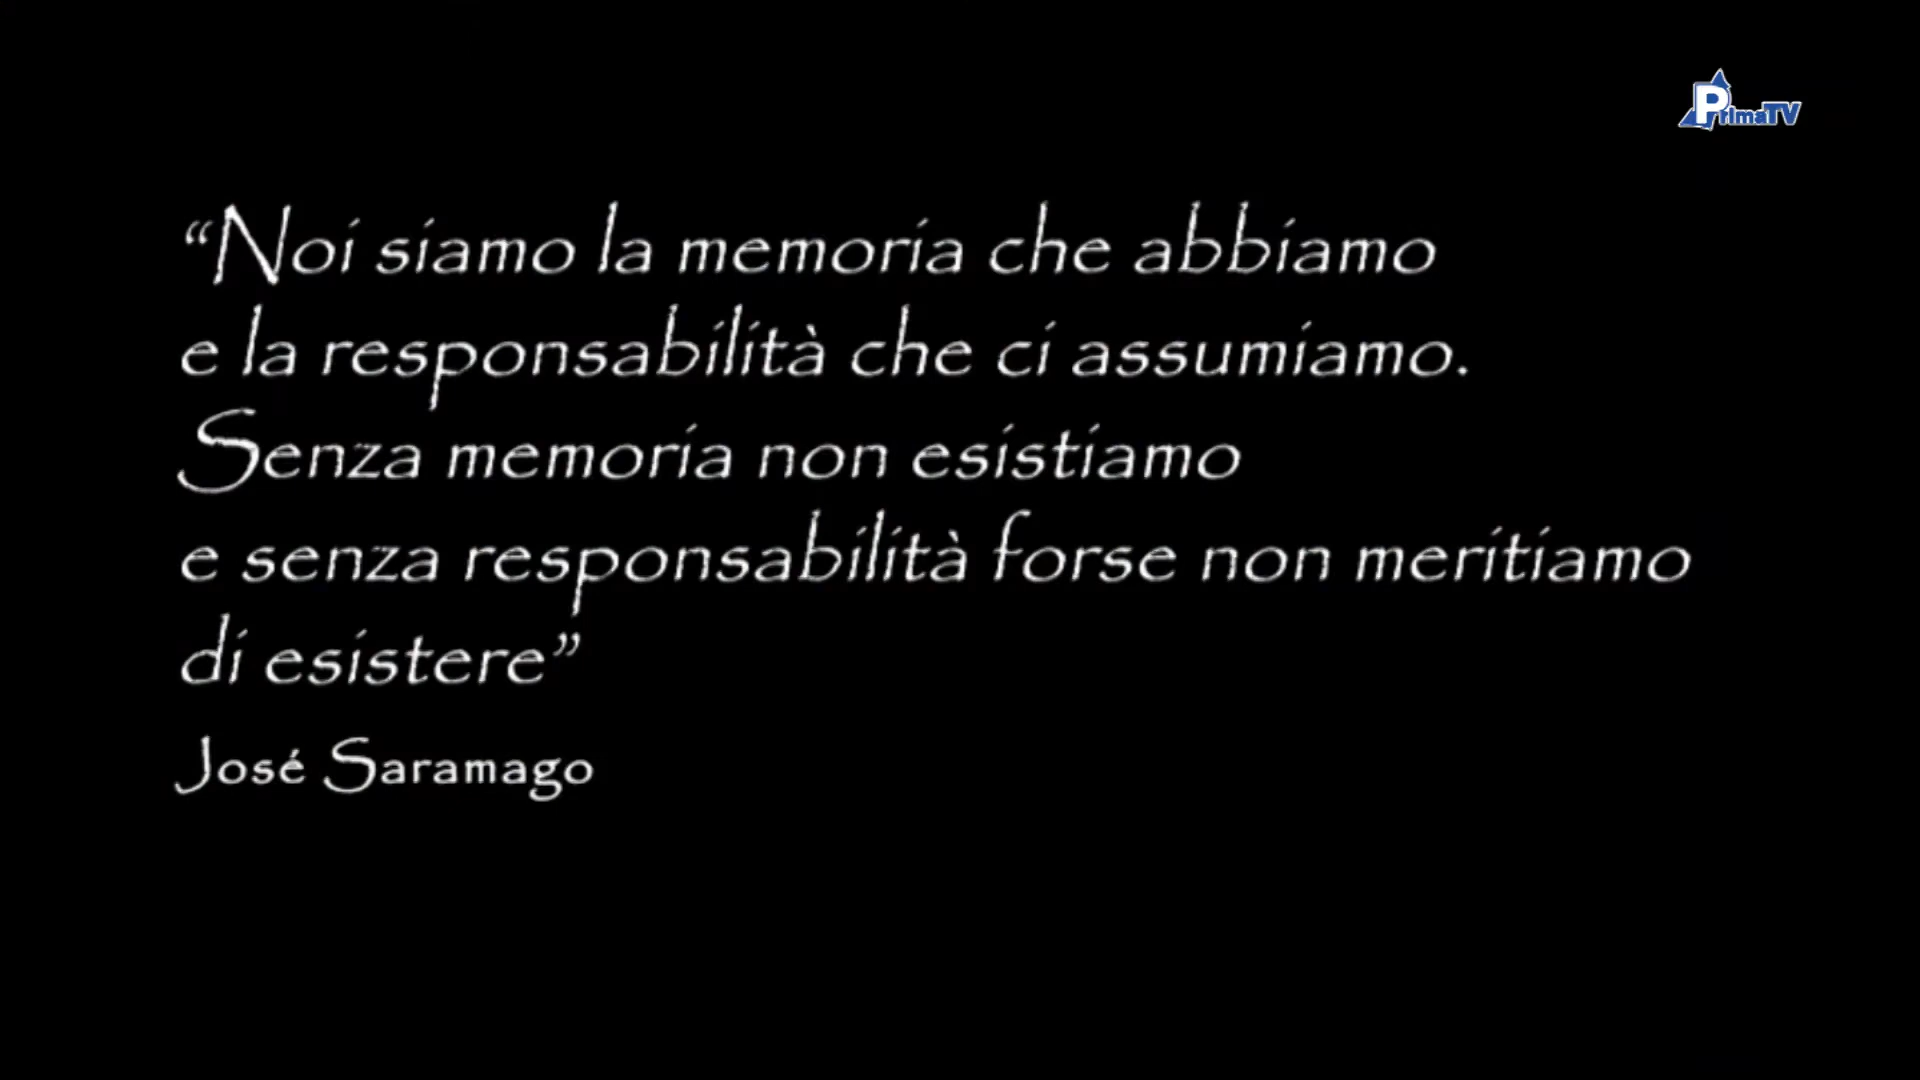 PrimaTV
“Noi siamo la memoria che abbiamo
e la responsabilità che ci assumiamo.
Senza memoria non esistiamo
e senza responsabilità forse non meritiamo
di esistere”
José Saramago